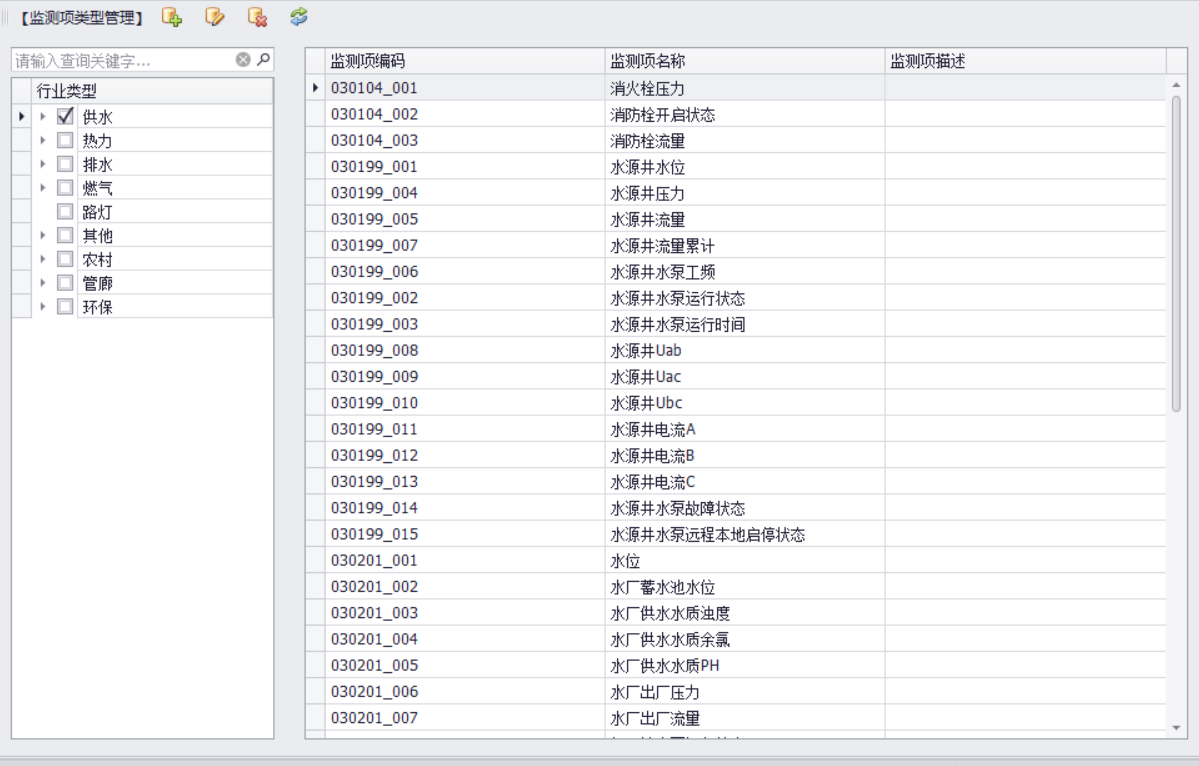 【监测项类型管理】
请输入查询关键字...
行业类型
供水
热力
排水
燃气
路灯
其他
农村
管廊
环保
监测项编码 监测项名称 监测项描述
030104_001 消火栓压力
030104_002 消防栓开启状态
030104_003 消防栓流量
030199_001 水源井水位
030199_004 水源井压力
030199_005 水源井流量
030199_007 水源井流量累计
030199_006 水源井水泵工频
030199_002 水源井水泵运行状态
030199_003 水源井水泵运行时间
030199_008 水源井Uab
030199_009 水源井Uac
030199_010 水源井Ubc
030199_011 水源井电流A
030199_012 水源井电流B
030199_013 水源井电流C
030199_014 水源井水泵故障状态
030199_015 水源井水泵远程本地启停状态
030201_001 水位
030201_002 水厂蓄水池水位
030201_003 水厂供水水质浊度
030201_004 水厂供水水质余氯
030201_005 水厂供水水质PH
030201_006 水厂出厂压力
030201_007 水厂出厂流量